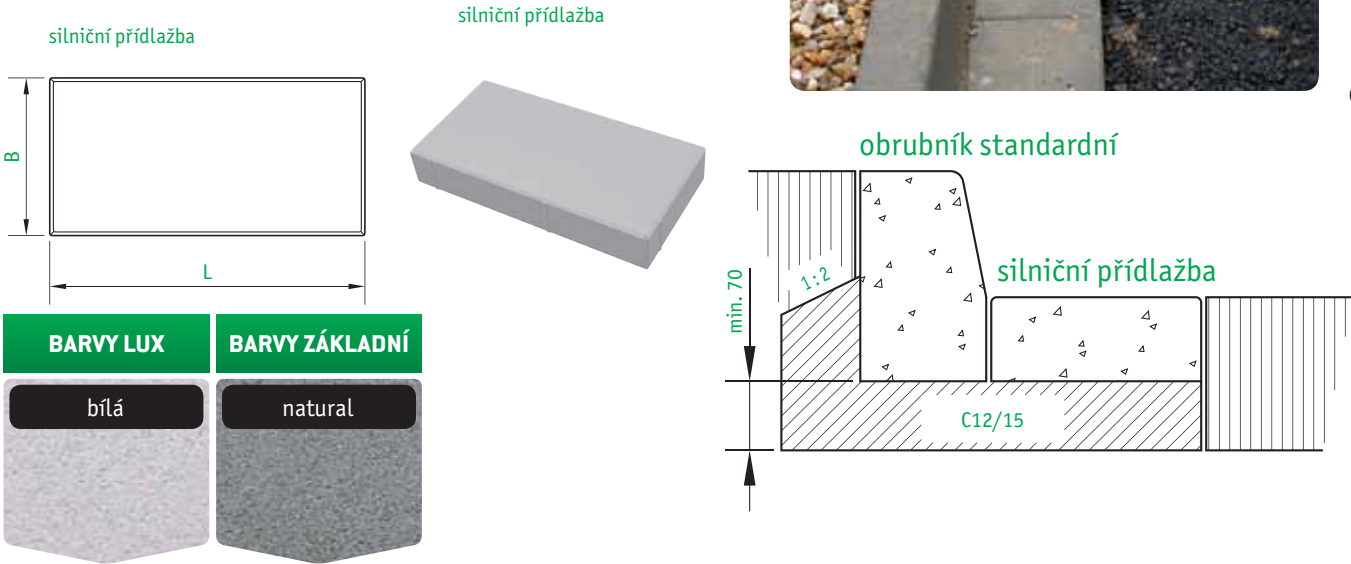 silniční přídlažba
silniční přídlažba
B
L
BARVY LUX
BARVY ZÁKLADNÍ
bílá
natural
obrubník standardní
silniční přídlažba
1:2
min. 70
C12/15